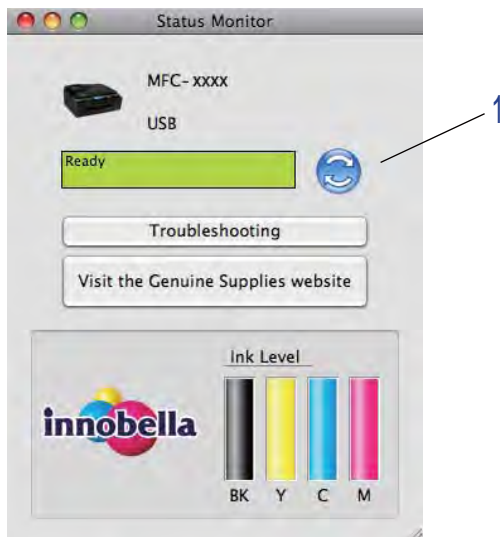 Status Monitor
MFC- xxxx
USB
Ready
1
Troubleshooting
Visit the Genuine Supplies website
Ink Level
innobella
BK Y C M